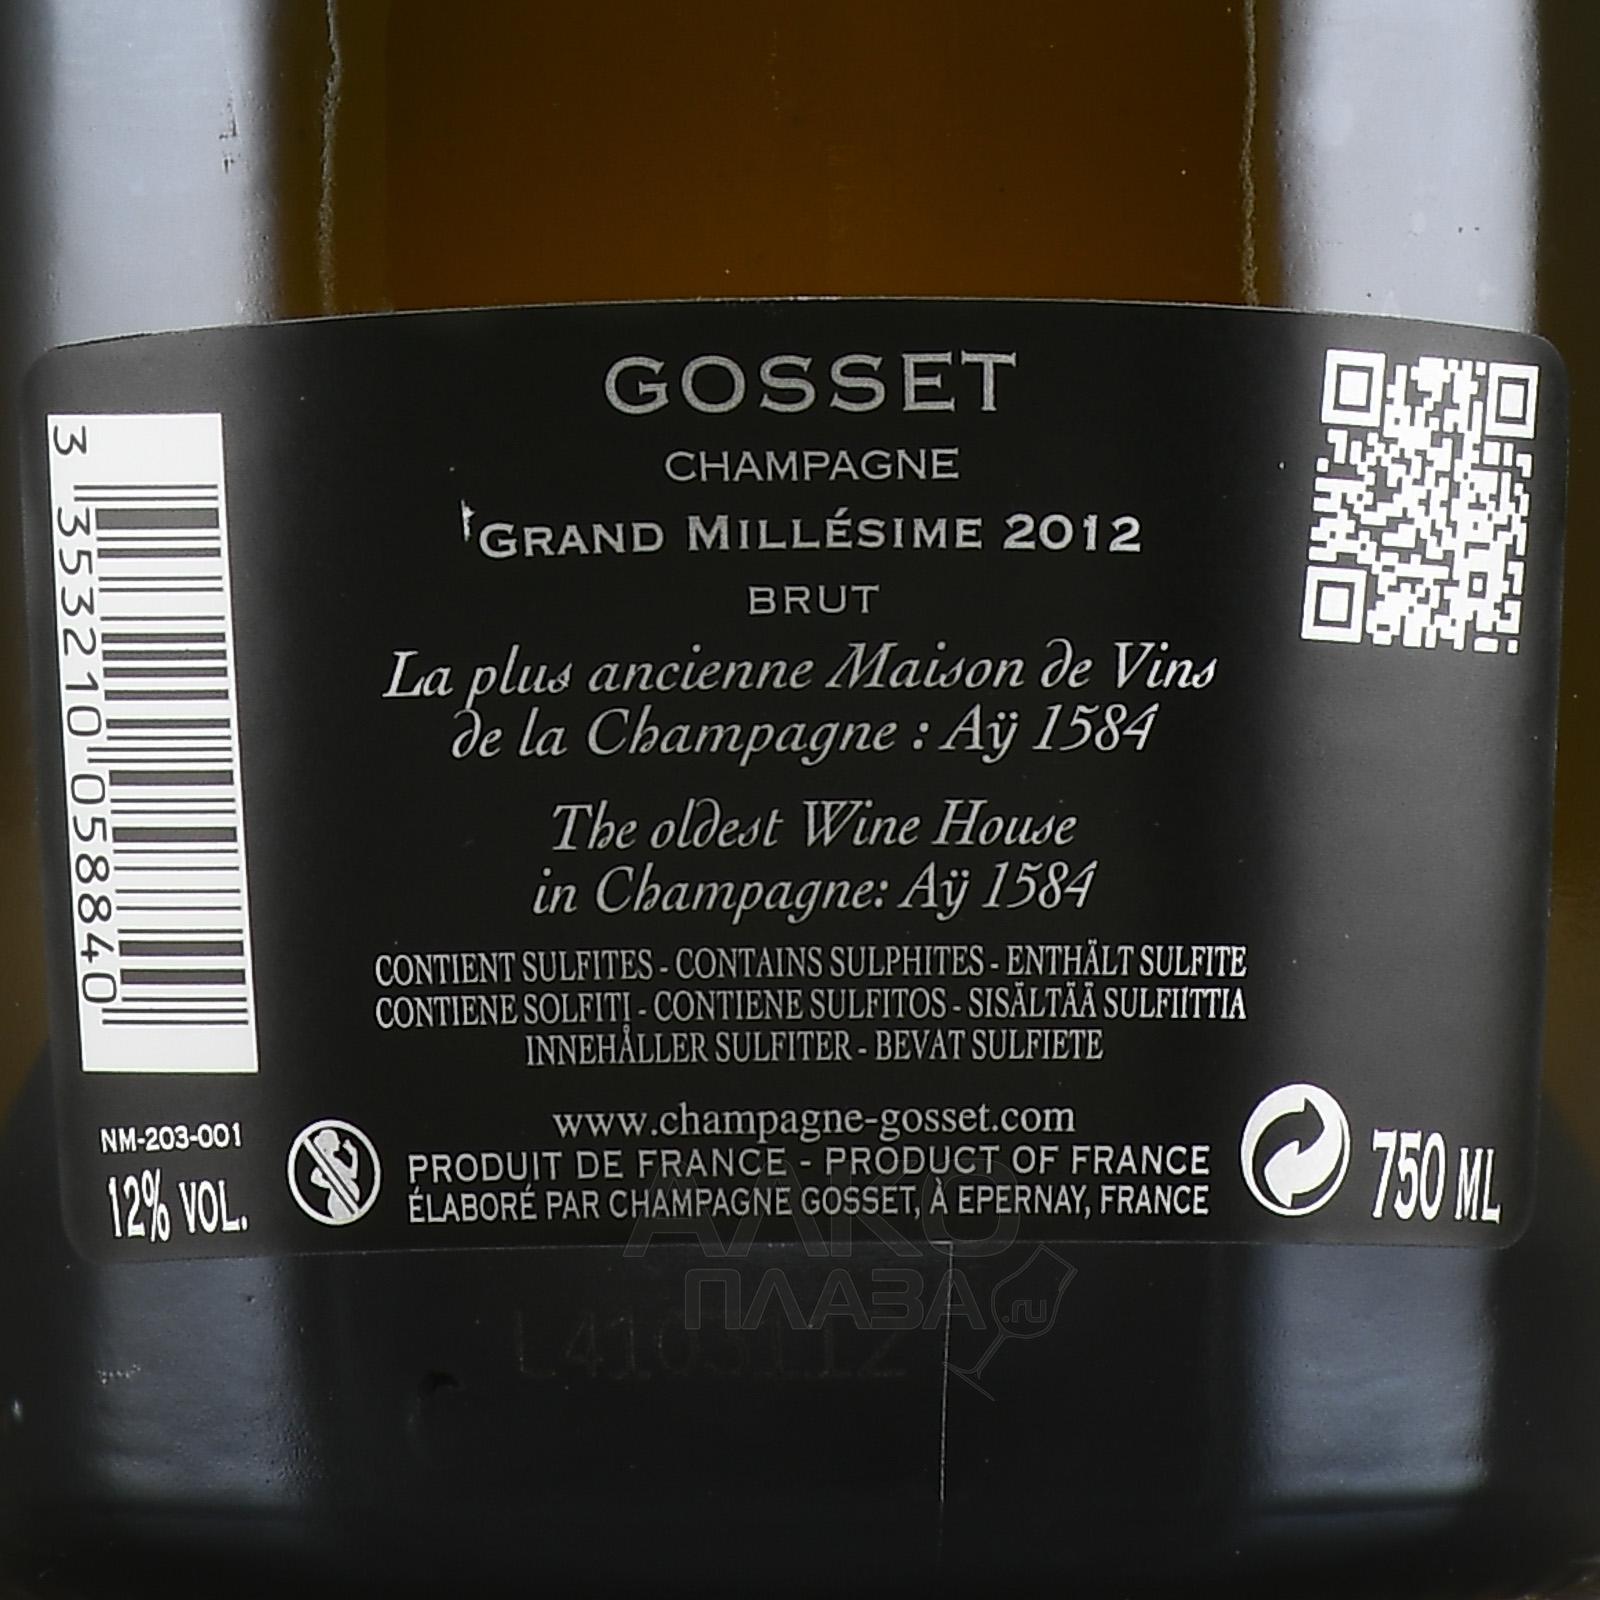 GOSSET
CHAMPAGNE
GRAND MILLÉSIME 2012
BRUT
La plus ancienne Maison de Vins
de la Champagne : Aÿ 1584
The oldest Wine House
in Champagne: Aÿ 1584
CONTIENT SULFITES - CONTAINS SULPHITES - ENTHÄLT SULFITE
CONTIENE SOLFITI - CONTIENE SULFITOS - SISÄLTÄÄ SULFIITTIA
INNEHÅLLER SULFITER - BEVAT SULFIETE
www.champagne-gosset.com
PRODUIT DE FRANCE - PRODUCT OF FRANCE
ÉLABORÉ PAR CHAMPAGNE GOSSET, À EPERNAY, FRANCE
3 353210 058840
NM-203-001
12% VOL.
750 ML
АЛКО
ПЛАЗА.ru
L4103112